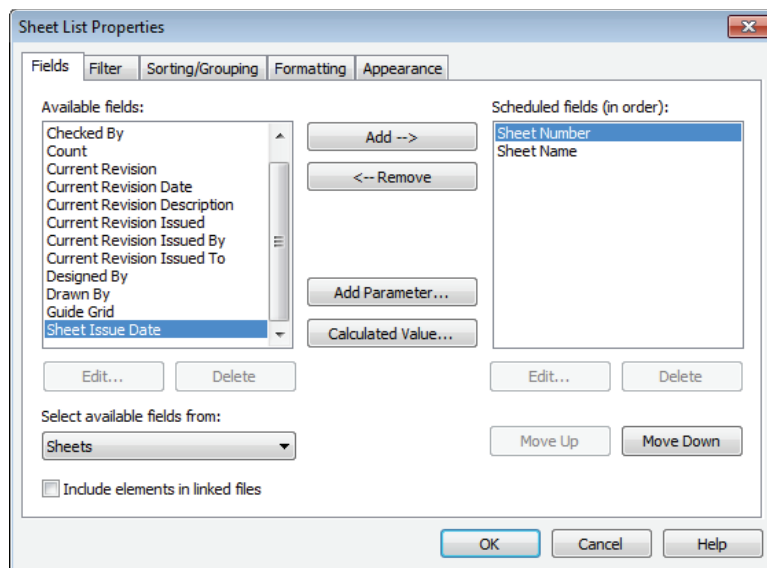 Sheet List Properties
Fields
Filter
Sorting/Grouping
Formatting
Appearance
Available fields:
Checked By
Count
Current Revision
Current Revision Date
Current Revision Description
Current Revision Issued
Current Revision Issued By
Current Revision Issued To
Designed By
Drawn By
Guide Grid
Sheet Issue Date
Add -->
<-- Remove
Add Parameter...
Calculated Value...
Scheduled fields (in order):
Sheet Number
Sheet Name
Edit...
Delete
Edit...
Delete
Select available fields from:
Sheets
Move Up
Move Down
Include elements in linked files
OK
Cancel
Help